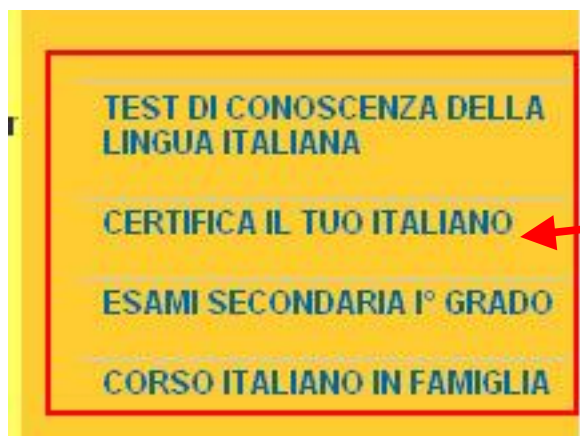 TEST DI CONOSCENZA DELLA
LINGUA ITALIANA
CERTIFICA IL TUO ITALIANO
ESAMI SECONDARIA I° GRADO
CORSO ITALIANO IN FAMIGLIA